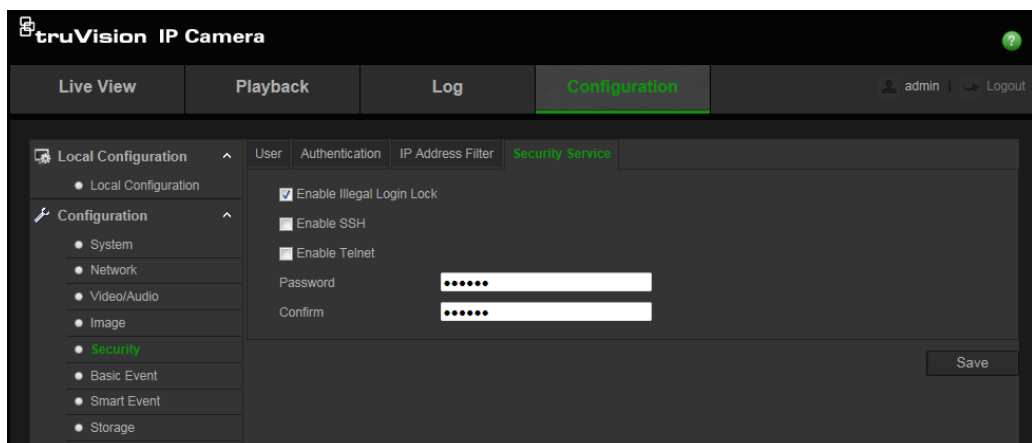 truVision IP Camera
?
Live View Playback Log Configuration admin | Logout
Local Configuration
Local Configuration
Configuration
System
Network
Video/Audio
Image
Security
Basic Event
Smart Event
Storage
User Authentication IP Address Filter Security Service
Enable Illegal Login Lock
Enable SSH
Enable Telnet
Password ••••••
Confirm ••••••
Save